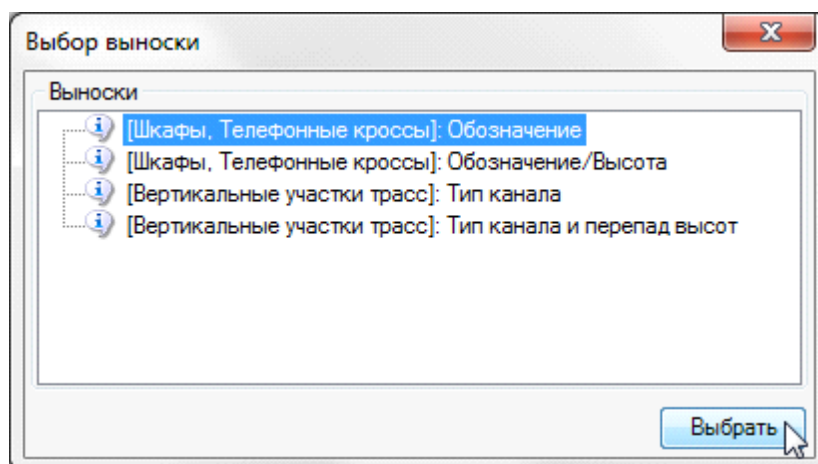 Выбор выноски
Выноски
[Шкафы, Телефонные кроссы]: Обозначение
[Шкафы, Телефонные кроссы]: Обозначение/Высота
[Вертикальные участки трасс]: Тип канала
[Вертикальные участки трасс]: Тип канала и перепад высот
Выбрать